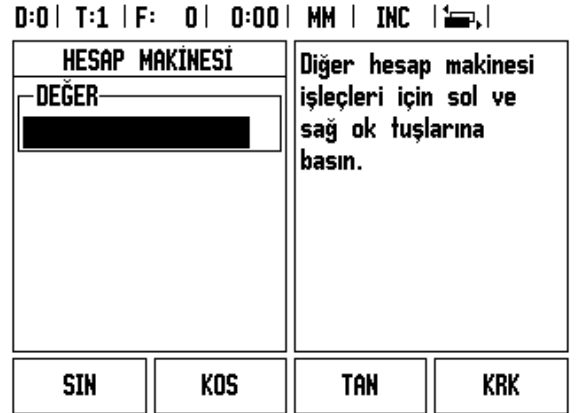 D:0| T:1 |F: 0| 0:00| MM | INC |
HESAP MAKİNESİ
DEĞER
Diğer hesap makinesi
işleçleri için sol ve
sağ ok tuşlarına
basın.
SIN KOS TAN KRK